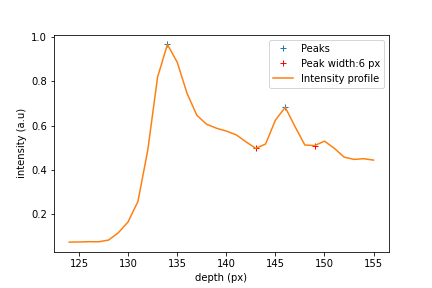 1.0
0.8
0.6
0.4
0.2
intensity (a.u)
Peaks
Peak width:6 px
Intensity profile
125 130 135 140 145 150 155
depth (px)